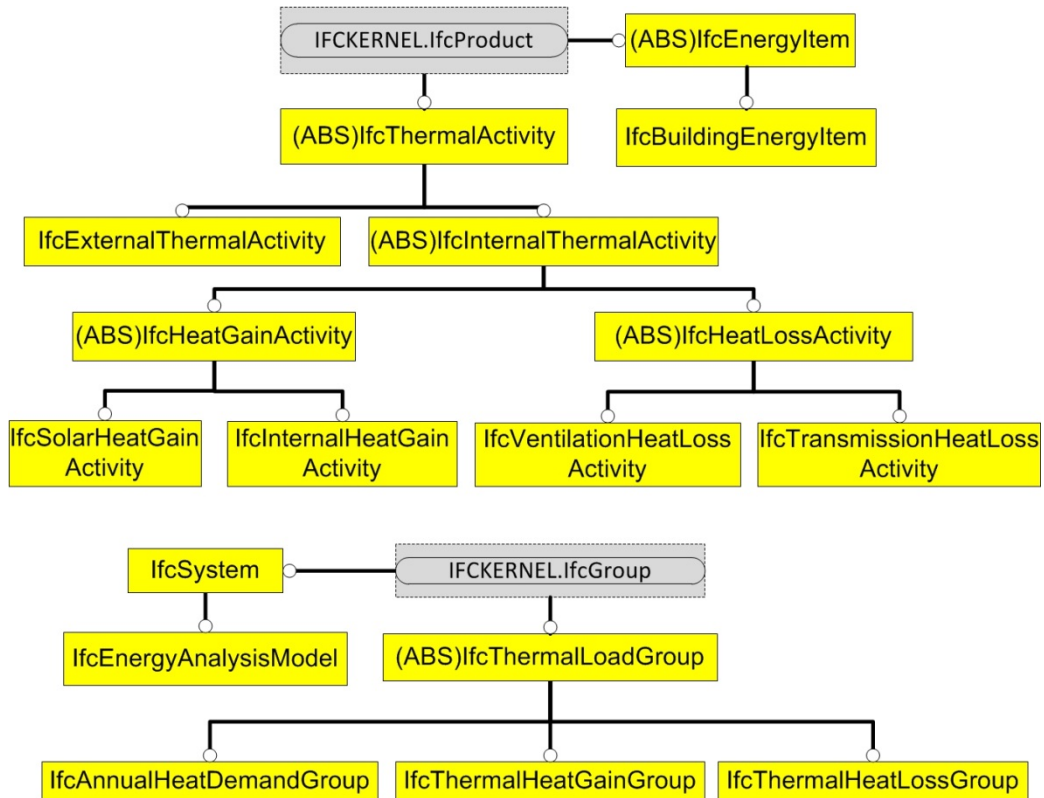 IFCKERNEL.IfcProduct
(ABS)IfcEnergyItem
(ABS)IfcThermalActivity
IfcBuildingEnergyItem
IfcExternalThermalActivity
(ABS)IfcInternalThermalActivity
(ABS)IfcHeatGainActivity
(ABS)IfcHeatLossActivity
IfcSolarHeatGain
Activity
IfcInternalHeatGain
Activity
IfcVentilationHeatLoss
Activity
IfcTransmissionHeatLoss
Activity
IfcSystem
IFCKERNEL.IfcGroup
IfcEnergyAnalysisModel
(ABS)IfcThermalLoadGroup
IfcAnnualHeatDemandGroup
IfcThermalHeatGainGroup
IfcThermalHeatLossGroup